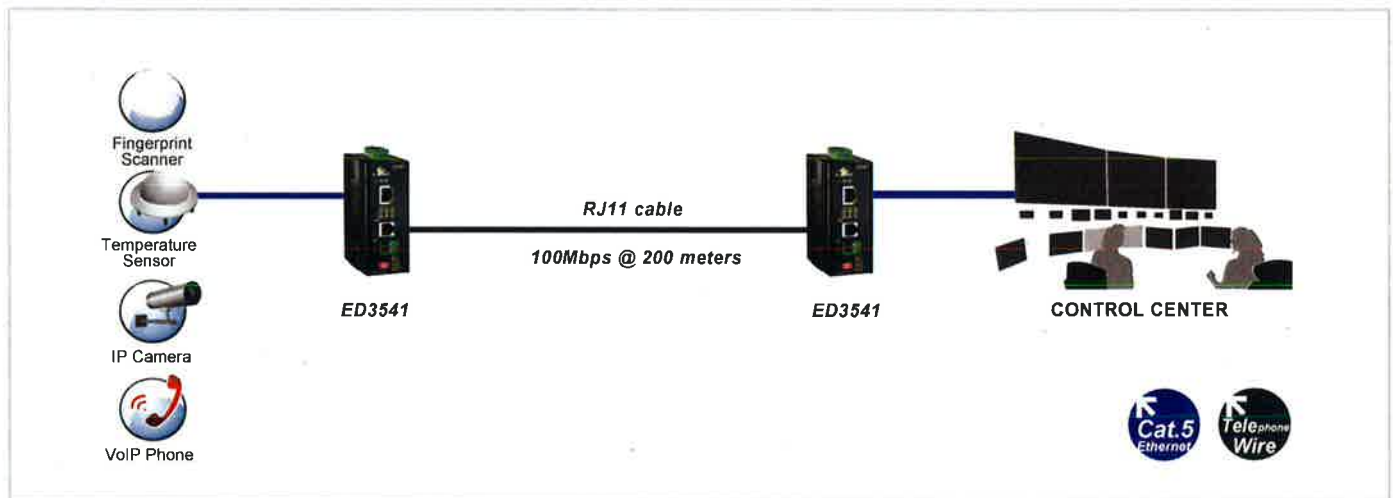 Fingerprint
Scanner
Temperature
Sensor
IP Camera
VoIP Phone
ED3541
RJ11 cable
100Mbps @ 200 meters
ED3541
CONTROL CENTER
Cat.5
Ethernet
Telephone
Wire